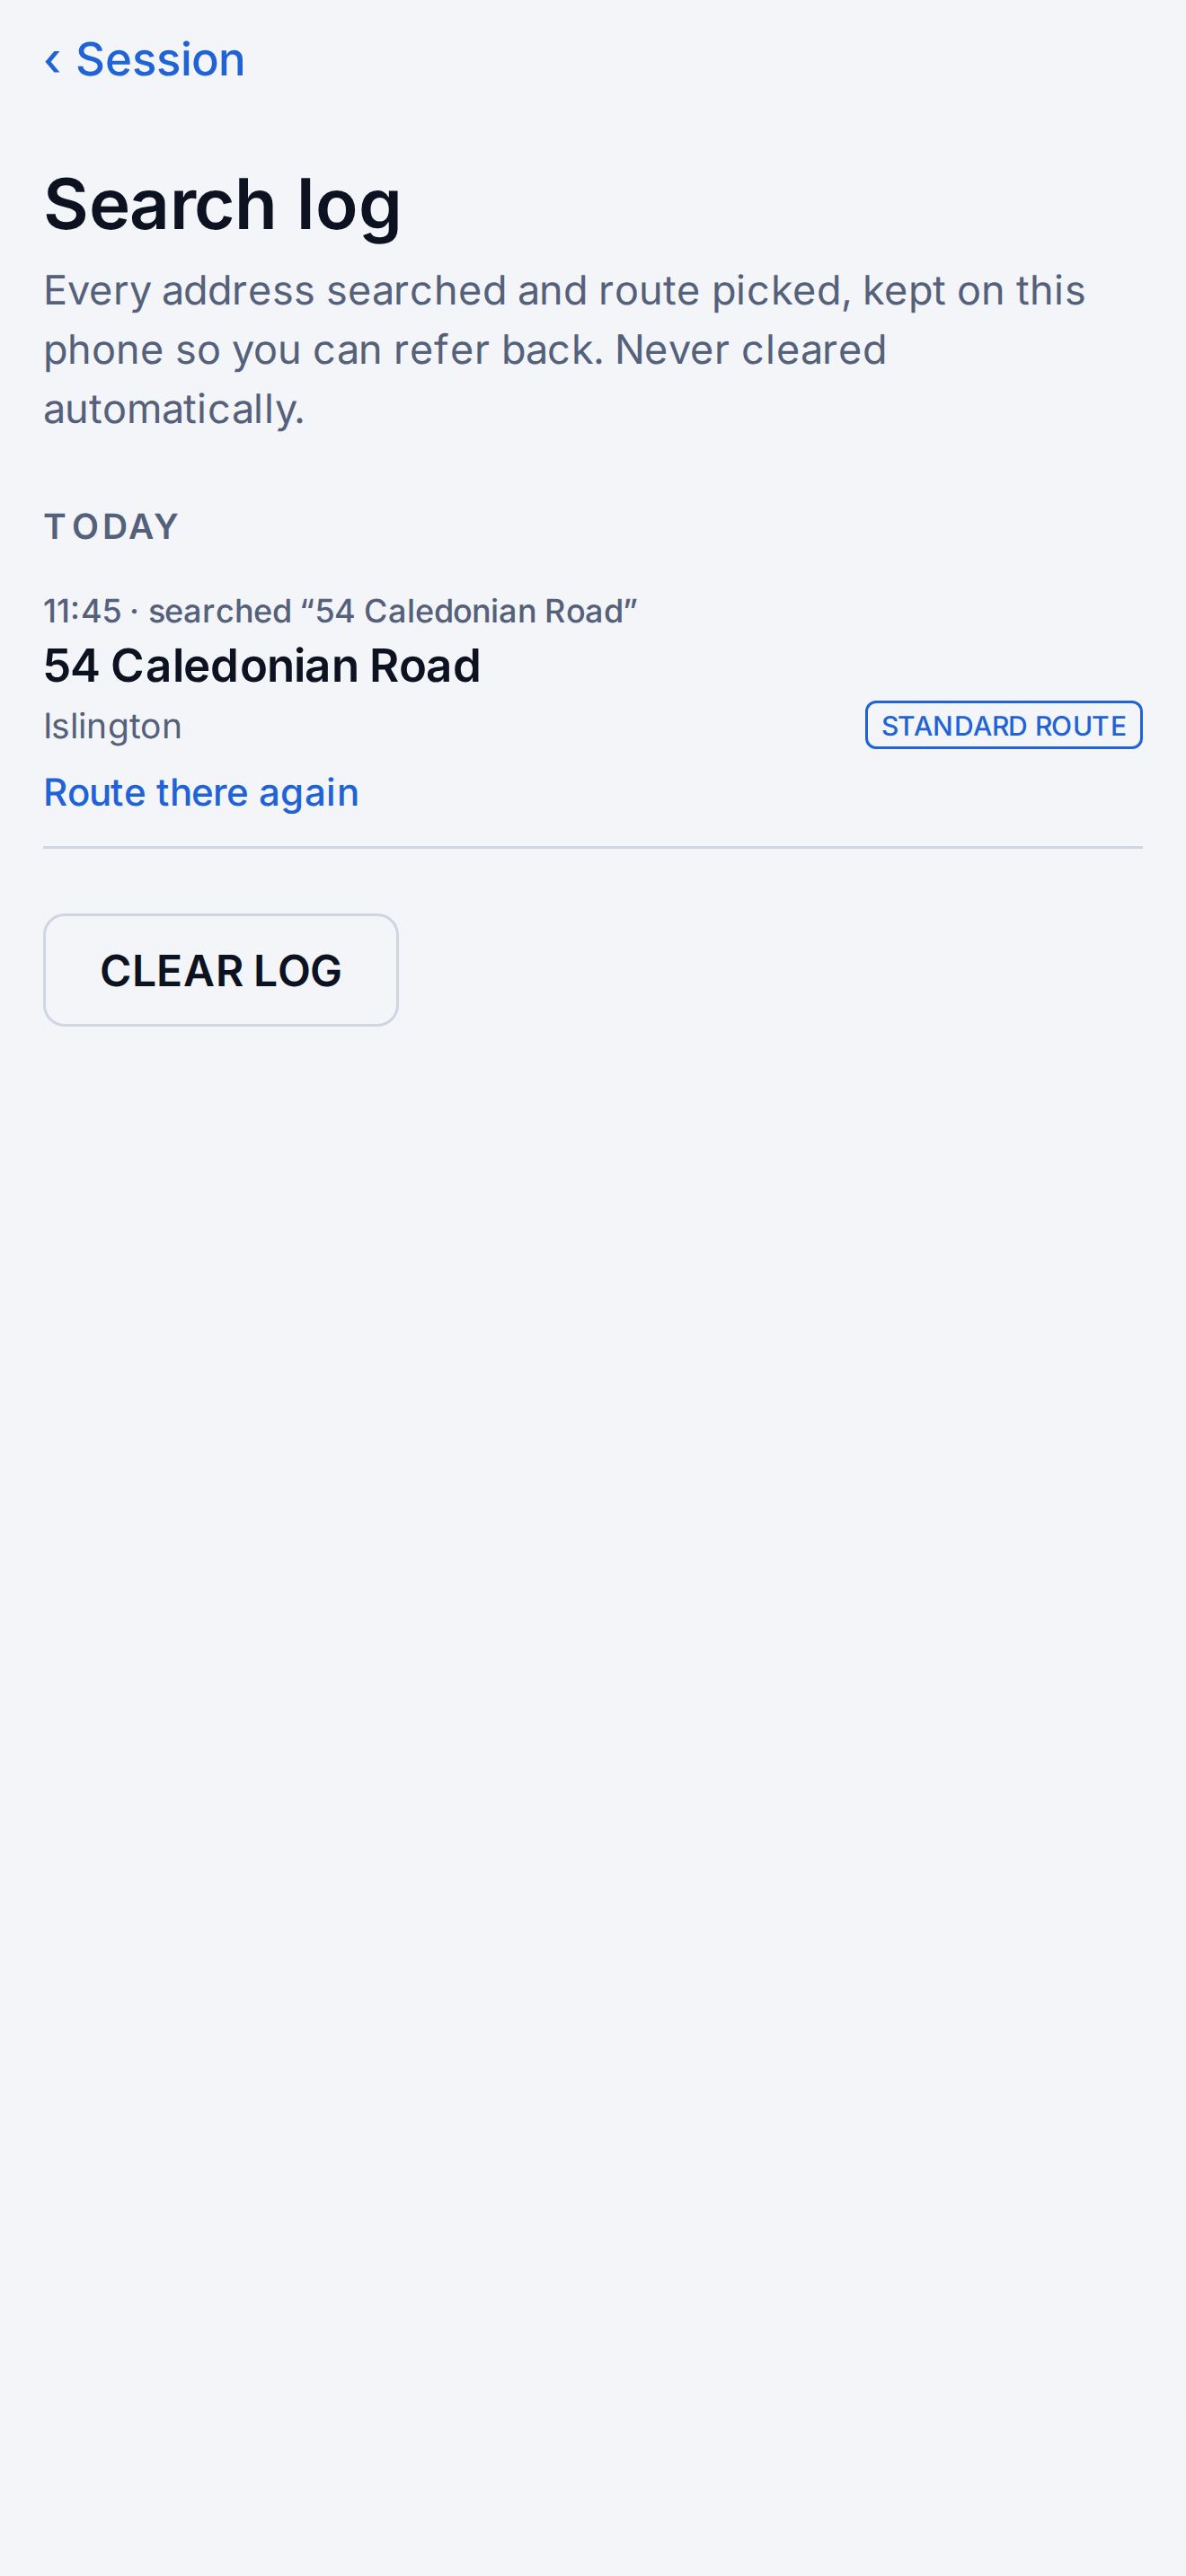 ‹ Session
Search log
Every address searched and route picked, kept on this
phone so you can refer back. Never cleared
automatically.
TODAY
11:45 · searched “54 Caledonian Road”
54 Caledonian Road
Islington
STANDARD ROUTE
Route there again
CLEAR LOG